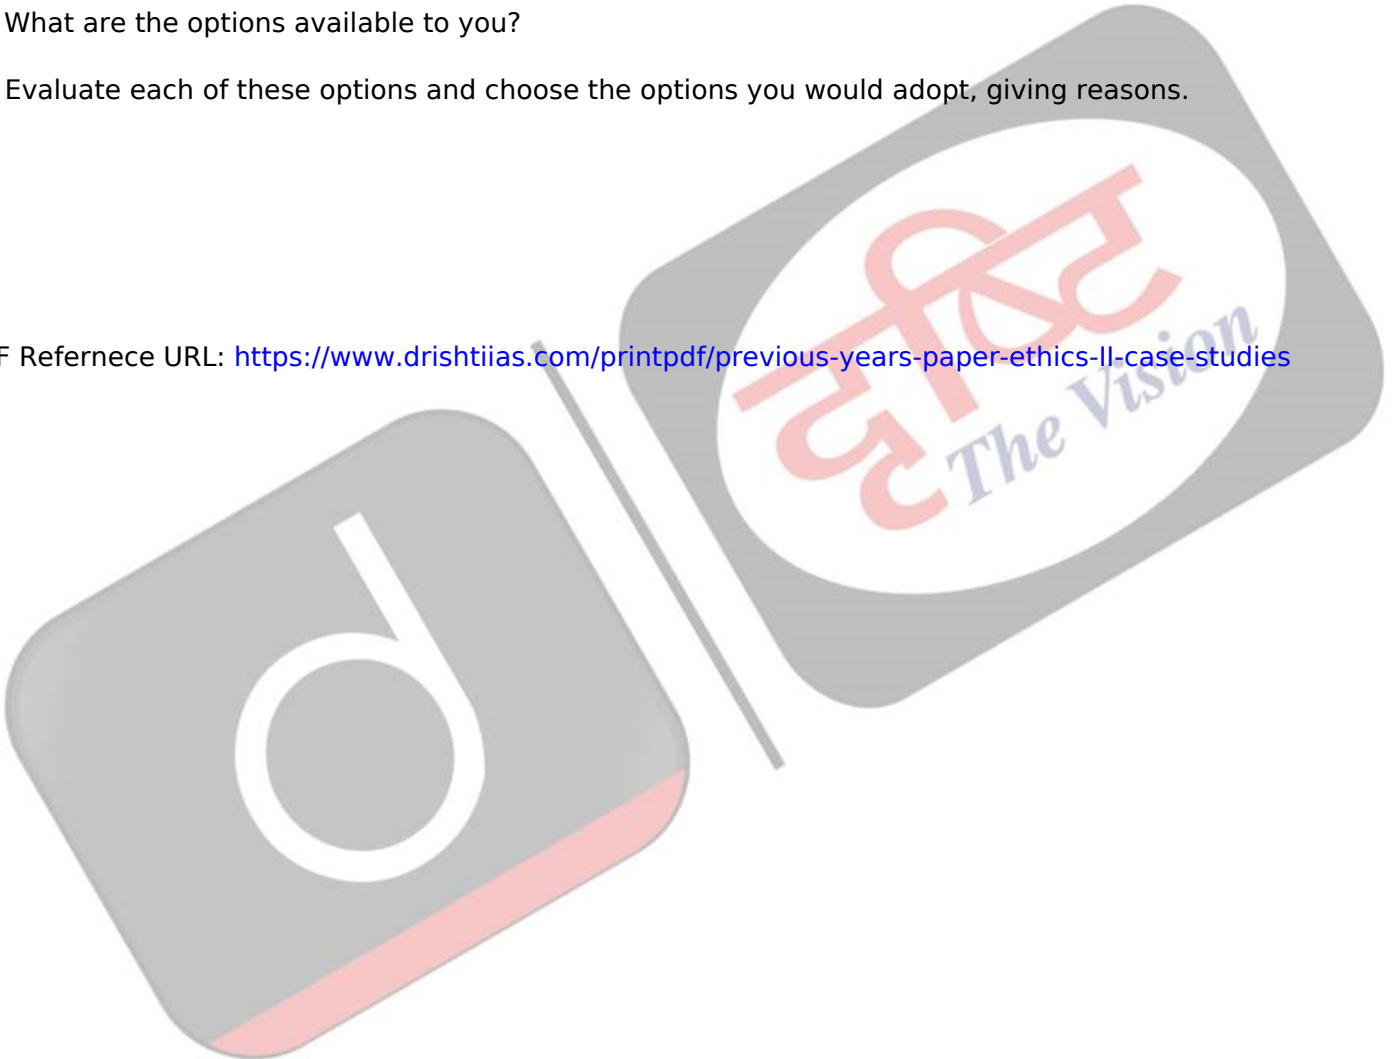 What are the options available to you?
Evaluate each of these options and choose the options you would adopt, giving reasons.
F Refernece URL: https://www.drishtiias.com/printpdf/previous-years-paper-ethics-II-case-studies
दृष्टि
The Vision
d